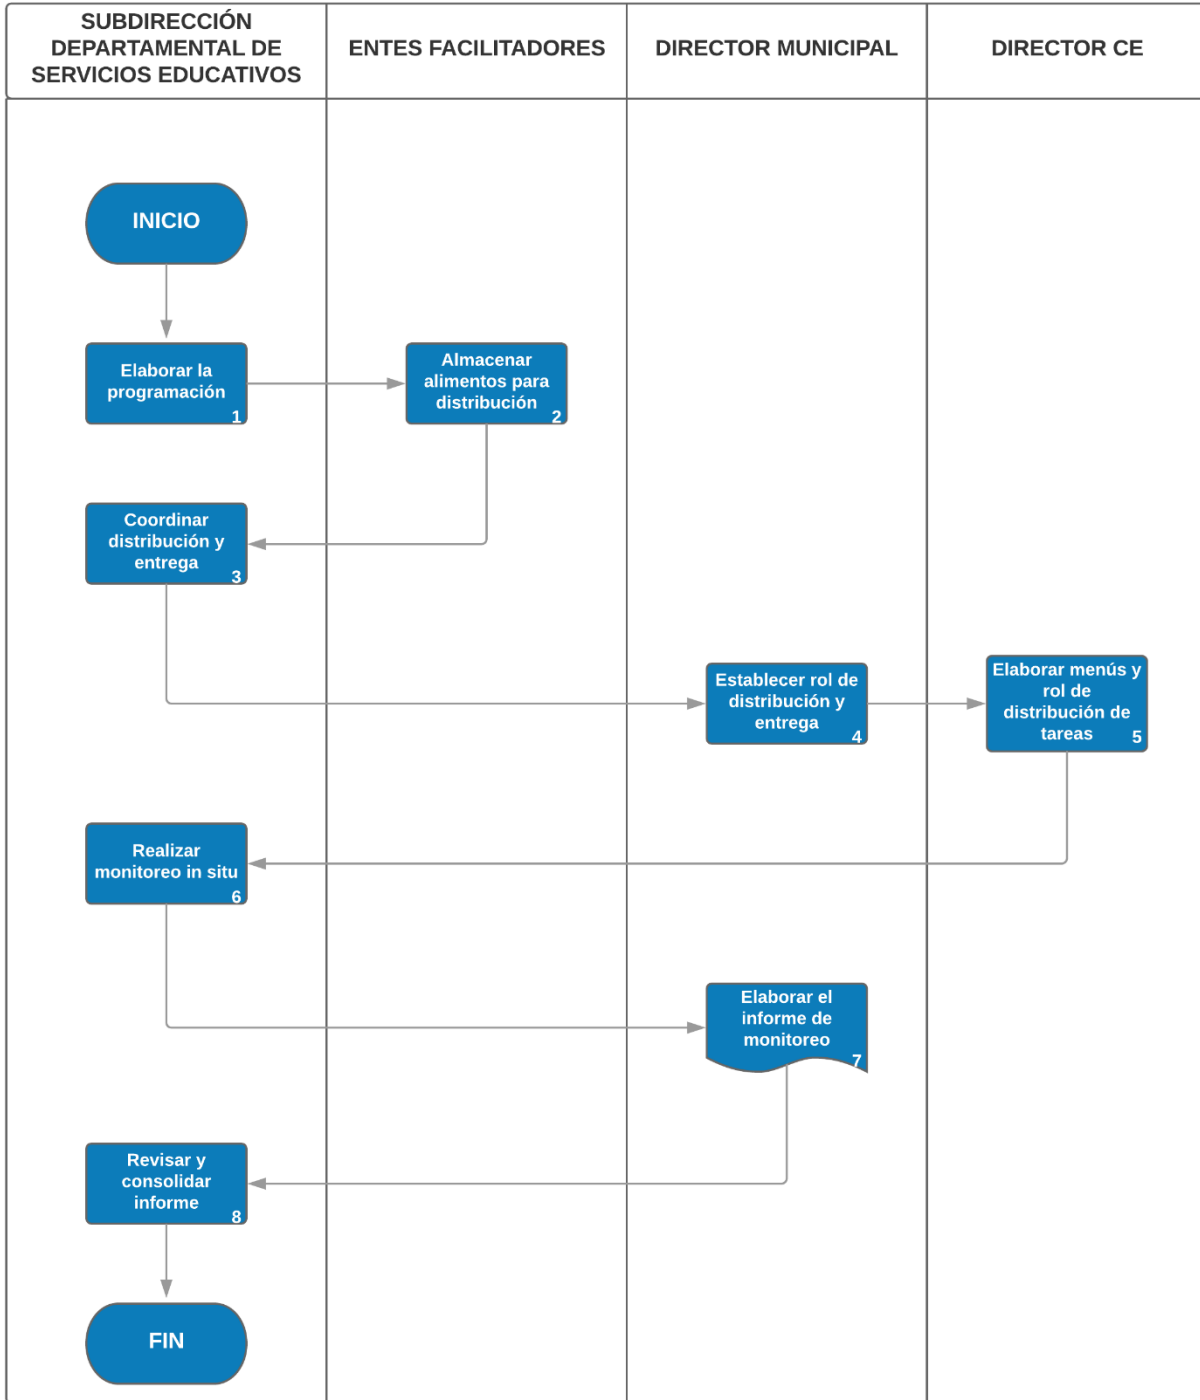 SUBDIRECCIÓN
DEPARTAMENTAL DE
SERVICIOS EDUCATIVOS
ENTES FACILITADORES
DIRECTOR MUNICIPAL
DIRECTOR CE
INICIO
Elaborar la
programación
1
Almacenar
alimentos para
distribución
2
Coordinar
distribución y
entrega
3
Establecer rol de
distribución y
entrega
4
Elaborar menús y
rol de
distribución de
tareas
5
Realizar
monitoreo in situ
6
Elaborar el
informe de
monitoreo
7
Revisar y
consolidar
informe
8
FIN